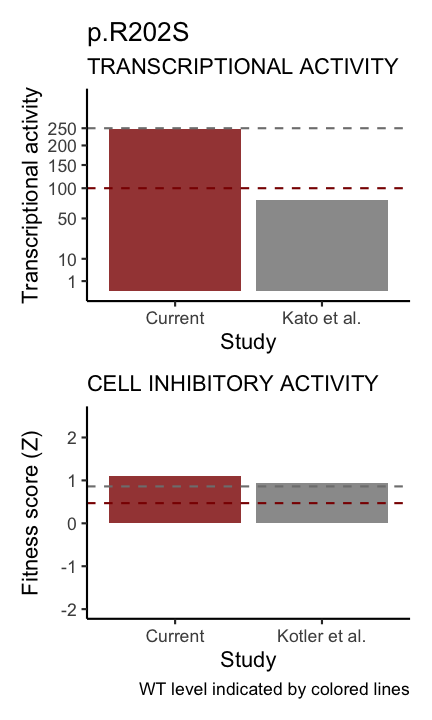 p.R202S
TRANSCRIPTIONAL ACTIVITY
Transcriptional activity
250
200
150
100
50
10
1
Current
Kato et al.
Study
CELL INHIBITORY ACTIVITY
Fitness score (Z)
2
1
0
-1
-2
Current
Kotler et al.
Study
WT level indicated by colored lines